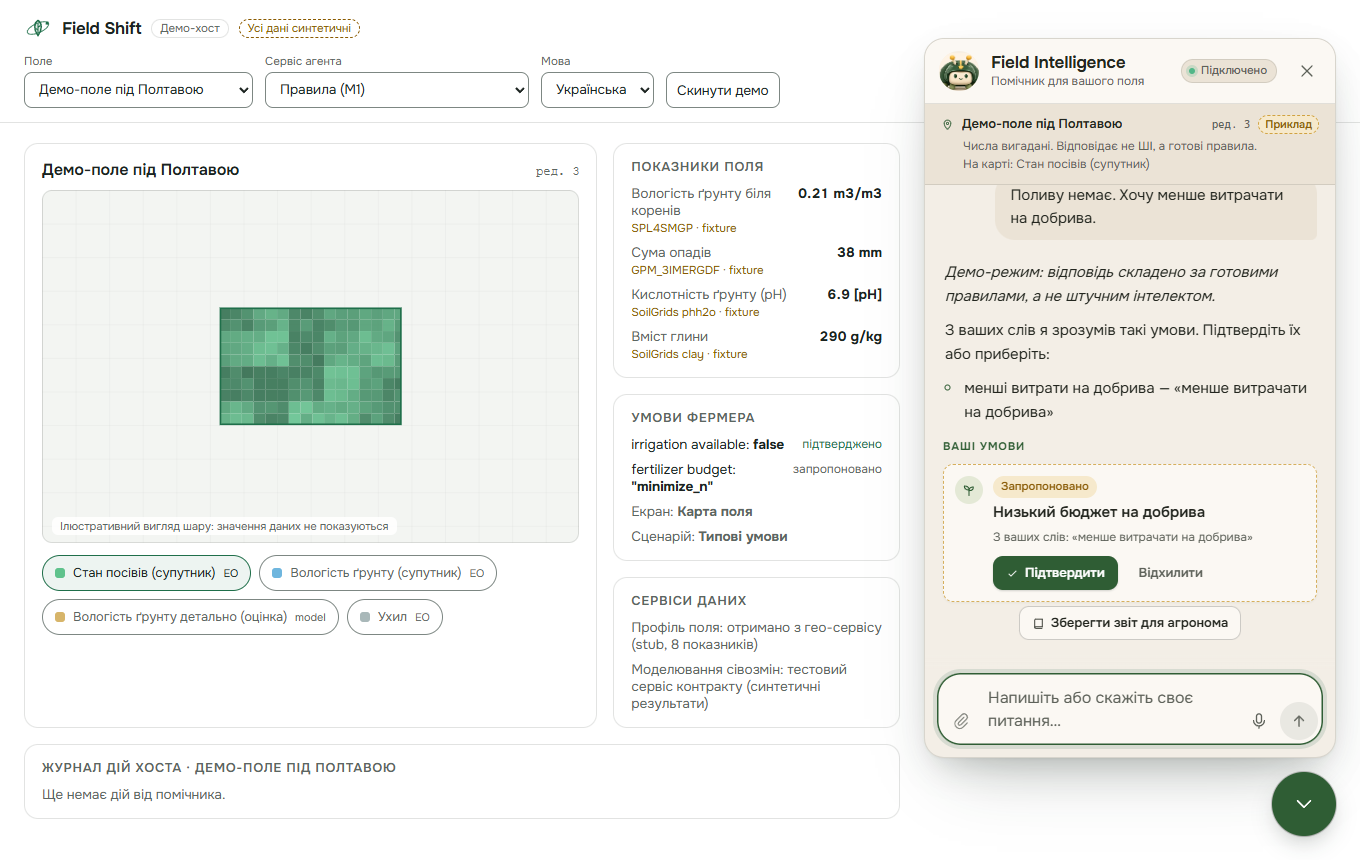 Field Shift
Демо-хост
Усі дані синтетичні
Поле
Демо-поле під Полтавою
Сервіс агента
Правила (M1)
Мова
Українська
Скинути демо
Демо-поле під Полтавою
ред. 3
Ілюстративний вигляд шару: значення даних не показуються
Стан посівів (супутник) EO
Вологість ґрунту (супутник) EO
Вологість ґрунту детально (оцінка) model
Ухил EO
ПОКАЗНИКИ ПОЛЯ
Вологість ґрунту біля
коренів
0.21 m3/m3
SPL4SMGP · fixture
Сума опадів
38 mm
GPM_3IMERGDF · fixture
Кислотність ґрунту (pH)
6.9 [pH]
SoilGrids phh2o · fixture
Вміст глини
290 g/kg
SoilGrids clay · fixture
УМОВИ ФЕРМЕРА
irrigation available: false
підтверджено
fertilizer budget:
"minimize_n"
запропоновано
Екран: Карта поля
Сценарій: Типові умови
СЕРВІСИ ДАНИХ
Профіль поля: отримано з гео-сервісу
(stub, 8 показників)
Моделювання сівозмін: тестовий
сервіс контракту (синтетичні
результати)
ЖУРНАЛ ДІЙ ХОСТА · ДЕМО-ПОЛЕ ПІД ПОЛТАВОЮ
Ще немає дій від помічника.
Field Intelligence
Помічник для вашого поля
Підключено
Демо-поле під Полтавою
ред. 3
Приклад
Числа вигадані. Відповідає не ШІ, а готові правила.
На карті: Стан посівів (супутник)
Поливу немає. Хочу менше витрачати
на добрива.
Демо-режим: відповідь складено за готовими
правилами, а не штучним інтелектом.
З ваших слів я зрозумів такі умови. Підтвердіть їх
або приберіть:
менші витрати на добрива — «менше витрачати
на добрива»
ВАШІ УМОВИ
Запропоновано
Низький бюджет на добрива
З ваших слів: «менше витрачати на добрива»
Підтвердити
Відхилити
Зберегти звіт для агронома
Напишіть або скажіть своє
питання...